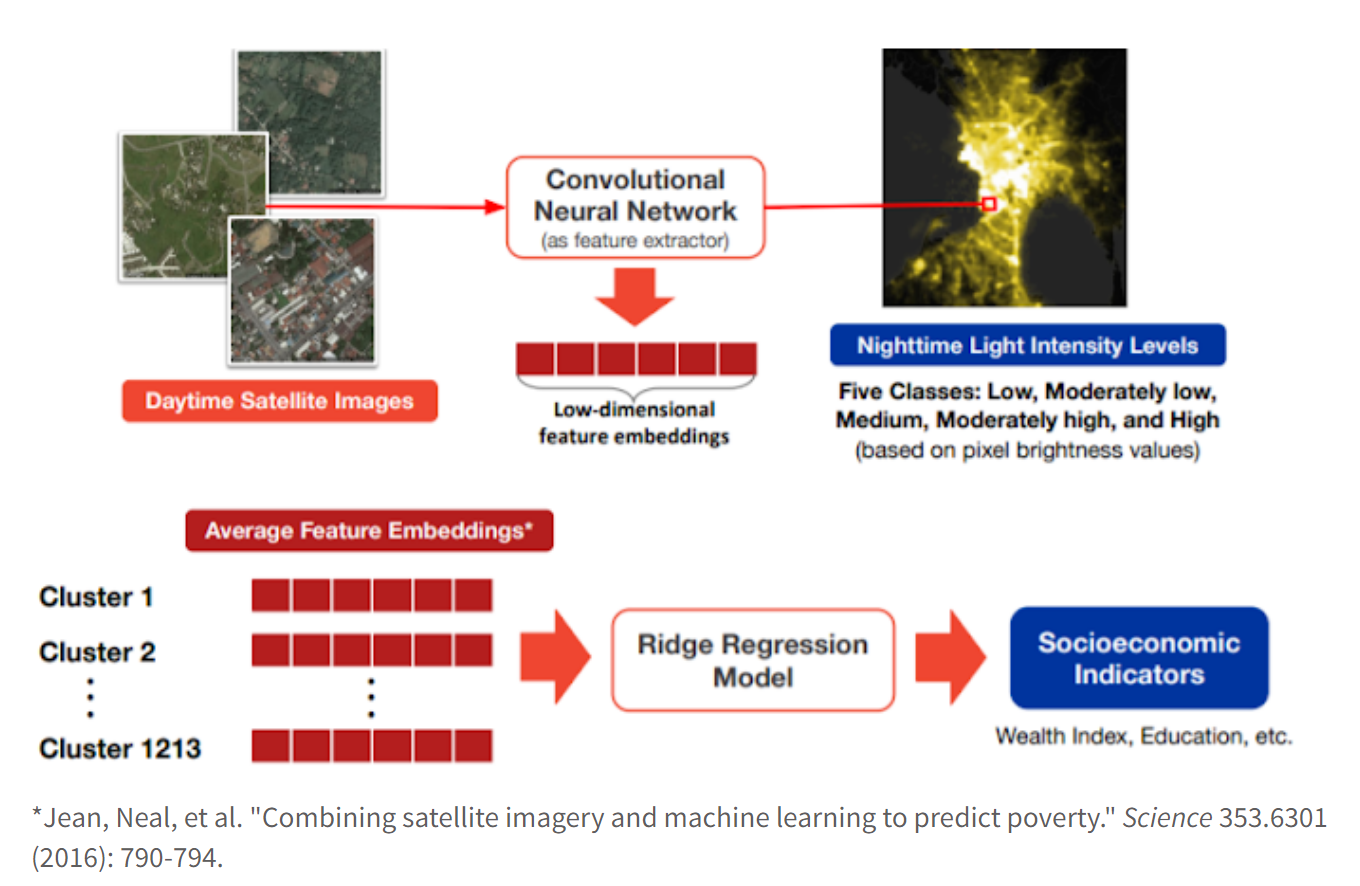 Convolutional
Neural Network
(as feature extractor)
Nighttime Light Intensity Levels
Daytime Satellite Images
Five Classes: Low, Moderately low,
Medium, Moderately high, and High
(based on pixel brightness values)
Low-dimensional
feature embeddings
Average Feature Embeddings*
Cluster 1
Cluster 2
Cluster 1213
Ridge Regression
Model
Socioeconomic
Indicators
Wealth Index, Education, etc.
*Jean, Neal, et al. "Combining satellite imagery and machine learning to predict poverty." Science 353.6301
(2016): 790-794.